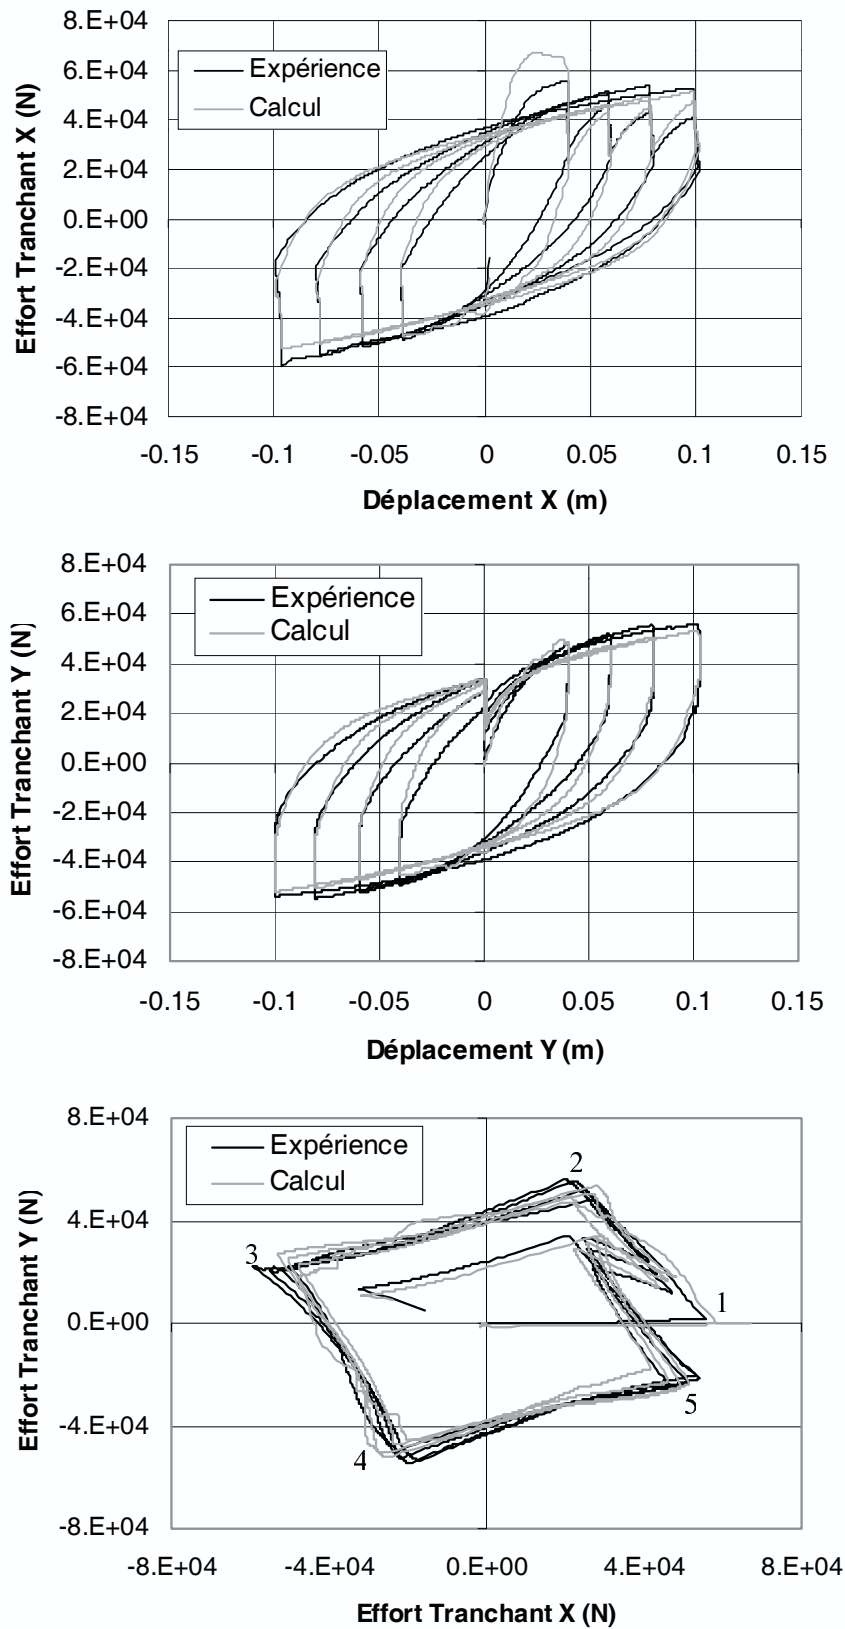 8.E+04
6.E+04
4.E+04
2.E+04
0.E+00
-2.E+04
-4.E+04
-6.E+04
-8.E+04
Effort Tranchant X (N)
Expérience
Calcul
-0.15 -0.1 -0.05 0 0.05 0.1 0.15
Déplacement X (m)
8.E+04
6.E+04
4.E+04
2.E+04
0.E+00
-2.E+04
-4.E+04
-6.E+04
-8.E+04
Effort Tranchant Y (N)
Expérience
Calcul
-0.15 -0.1 -0.05 0 0.05 0.1 0.15
Déplacement Y (m)
8.E+04
4.E+04
0.E+00
-4.E+04
-8.E+04
Effort Tranchant Y (N)
Expérience
Calcul
2
3
1
5
4
-8.E+04 -4.E+04 0.E+00 4.E+04 8.E+04
Effort Tranchant X (N)